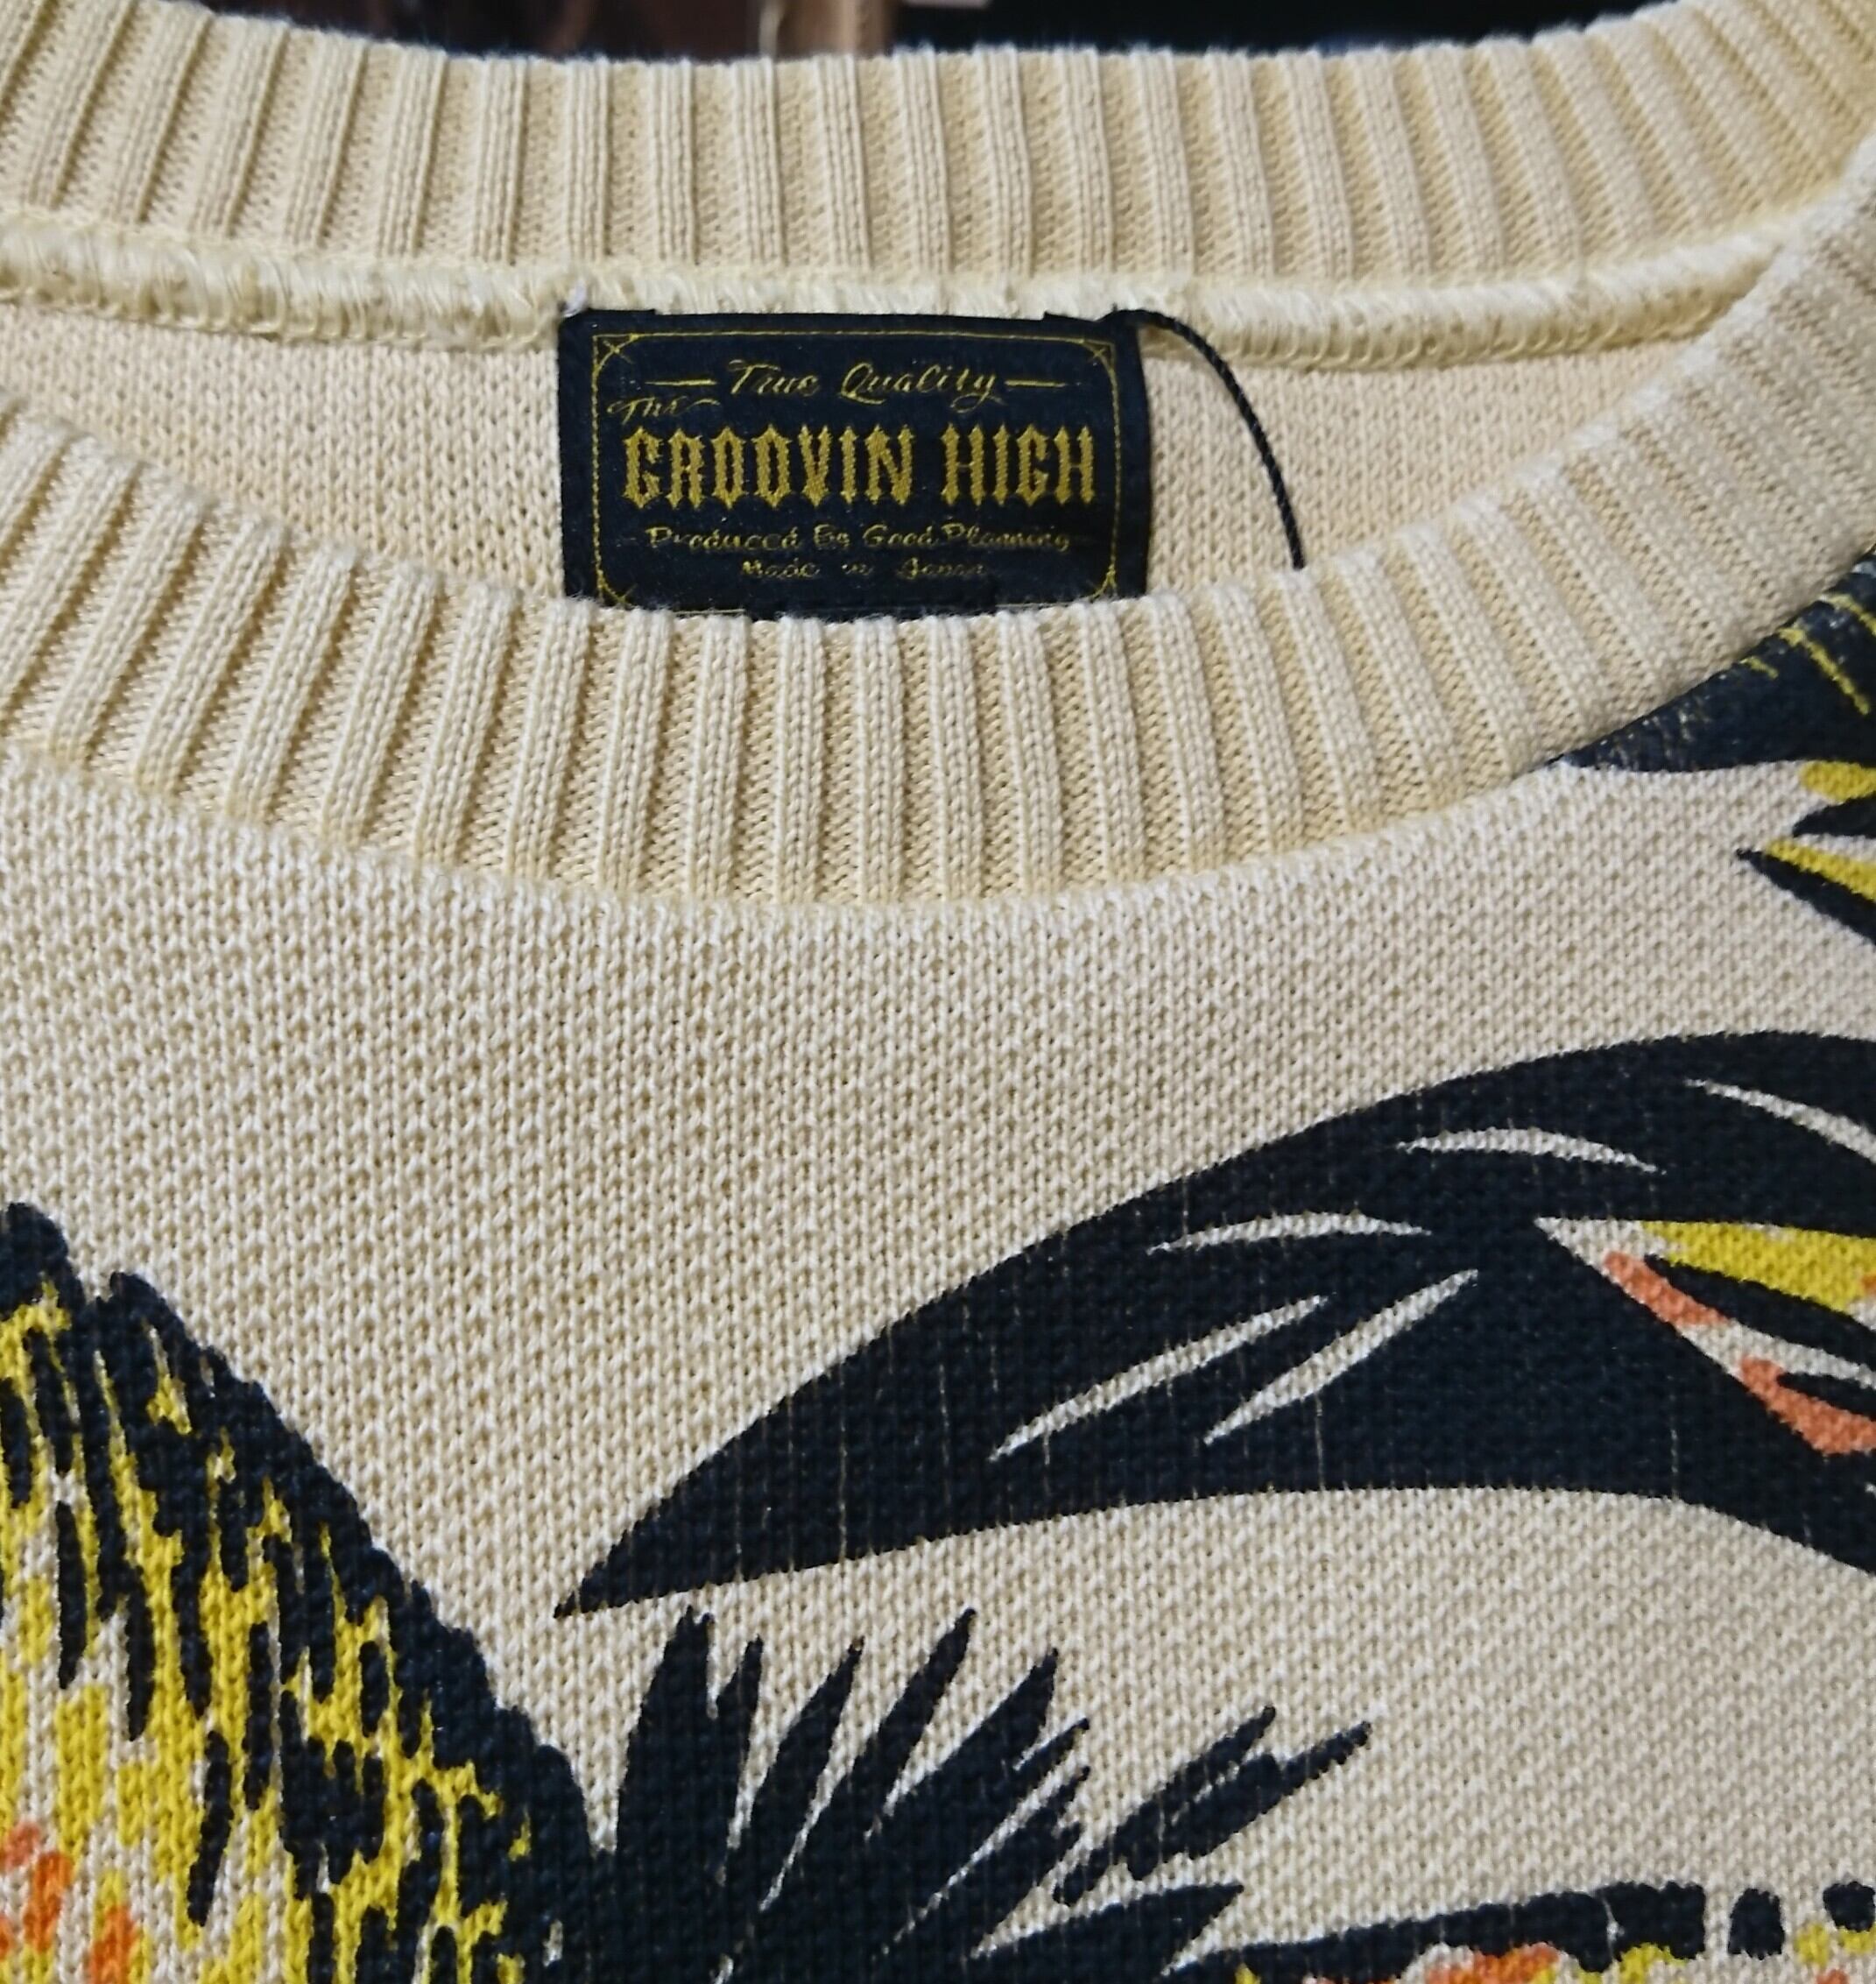 True Quality
The
GROOVIN HIGH
Produced By Good Planning
Made in Japan